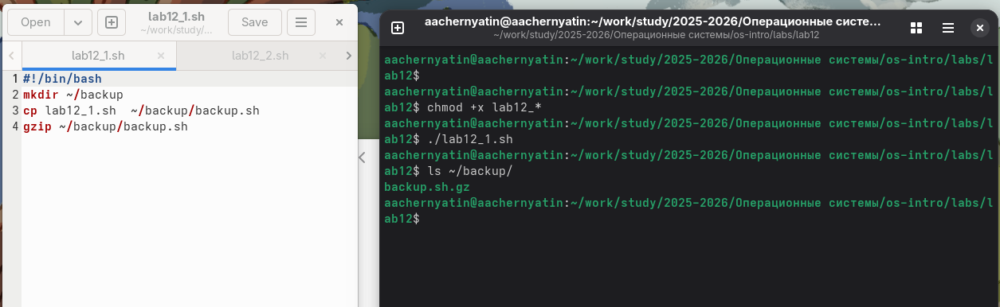 Open
lab12_1.sh
~/work/study/...
Save
lab12_1.sh
lab12_2.sh
1 #!/bin/bash
2 mkdir ~/backup
3 cp lab12_1.sh  ~/backup/backup.sh
4 gzip ~/backup/backup.sh
aachernyatin@aachernyatin:~/work/study/2025-2026/Операционные систе...
~/work/study/2025-2026/Операционные системы/os-intro/labs/lab12
aachernyatin@aachernyatin:~/work/study/2025-2026/Операционные системы/os-intro/labs/l
ab12$
aachernyatin@aachernyatin:~/work/study/2025-2026/Операционные системы/os-intro/labs/l
ab12$ chmod +x lab12_*
aachernyatin@aachernyatin:~/work/study/2025-2026/Операционные системы/os-intro/labs/l
ab12$ ./lab12_1.sh
aachernyatin@aachernyatin:~/work/study/2025-2026/Операционные системы/os-intro/labs/l
ab12$ ls ~/backup/
backup.sh.gz
aachernyatin@aachernyatin:~/work/study/2025-2026/Операционные системы/os-intro/labs/l
ab12$